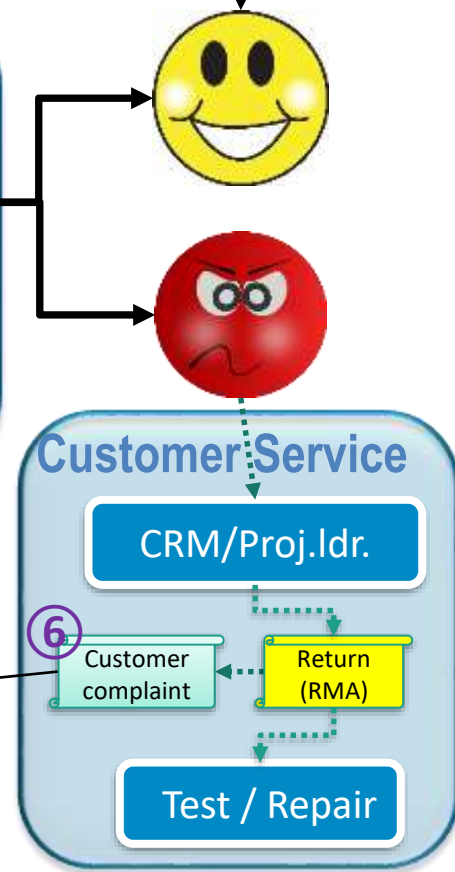 Customer Service
CRM/Proj.ldr.
⑥
Customer
complaint
Return
(RMA)
Test / Repair